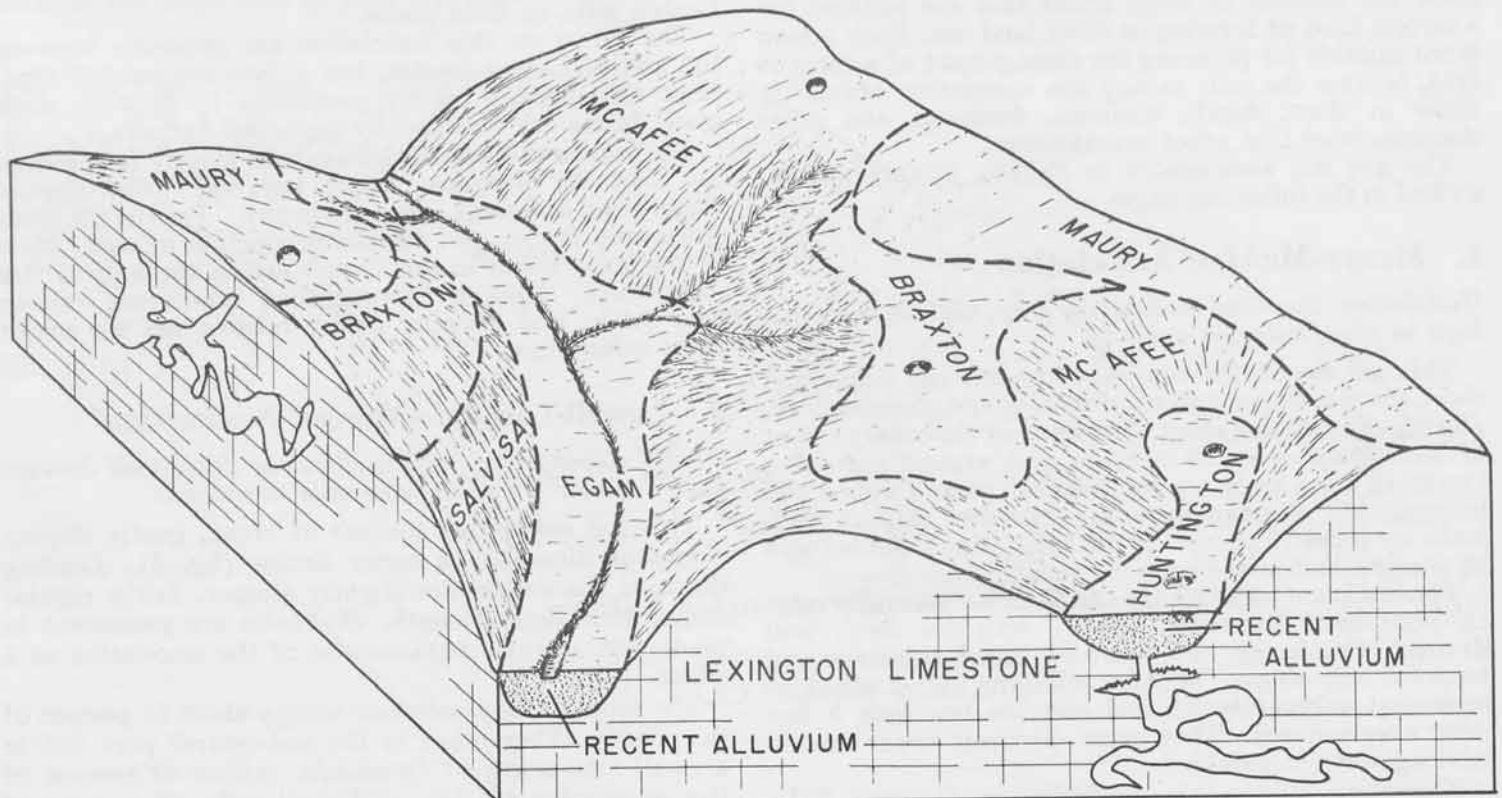 MC AFEE
MAURY
MAURY
BRAXTON
BRAXTON
MC AFEE
SALVISA
EGAM
HUNTINGTON
RECENT
ALLUVIUM
LEXINGTON LIMESTONE
RECENT ALLUVIUM